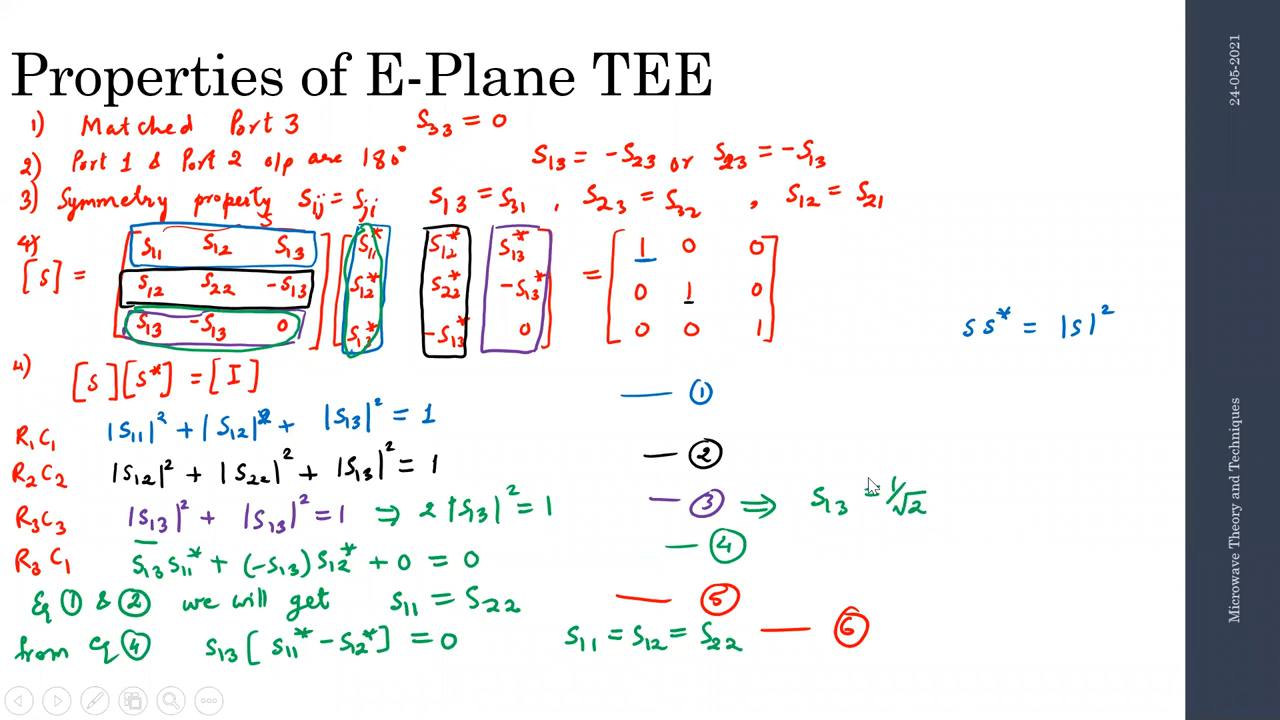 Properties of E-Plane TEE
1) Matched Port 3 S₃₃ = 0
2) Port 1 & Port 2 o/p are 180° S₁₃ = -S₂₃ or S₂₃ = -S₁₃
3) Symmetry property Sij = Sji S₁₃ = S₃₁ , S₂₃ = S₃₂ , S₁₂ = S₂₁
S
S₁₁ S₁₂ S₁₃ S₁₁* S₁₂* S₁₃* 1 0 0
4) [S] = S₁₂ S₂₂ -S₁₃ S₁₂* S₂₂* -S₁₃* = 0 1 0
S₁₃ -S₁₃ 0 S₁₃* -S₁₃* 0 0 0 1
SS* = |S|²
4) [S][S*] = [I]
R₁C₁ |S₁₁|² + |S₁₂|² + |S₁₃|² = 1 — ①
R₂C₂ |S₁₂|² + |S₂₂|² + |S₁₃|² = 1 — ②
R₃C₃ |S₁₃|² + |S₁₃|² = 1 ⇒ 2|S₁₃|² = 1 — ③ ⇒ S₁₃ = 1/√2
R₃C₁ S₁₃S₁₁* + (-S₁₃)S₁₂* + 0 = 0 — ④
Eq ① & ② we will get S₁₁ = S₂₂ — ⑤
from eq ④ S₁₃[S₁₁* - S₁₂*] = 0 S₁₁ = S₁₂ = S₂₂ — ⑥
24-05-2021
Microwave Theory and Techniques